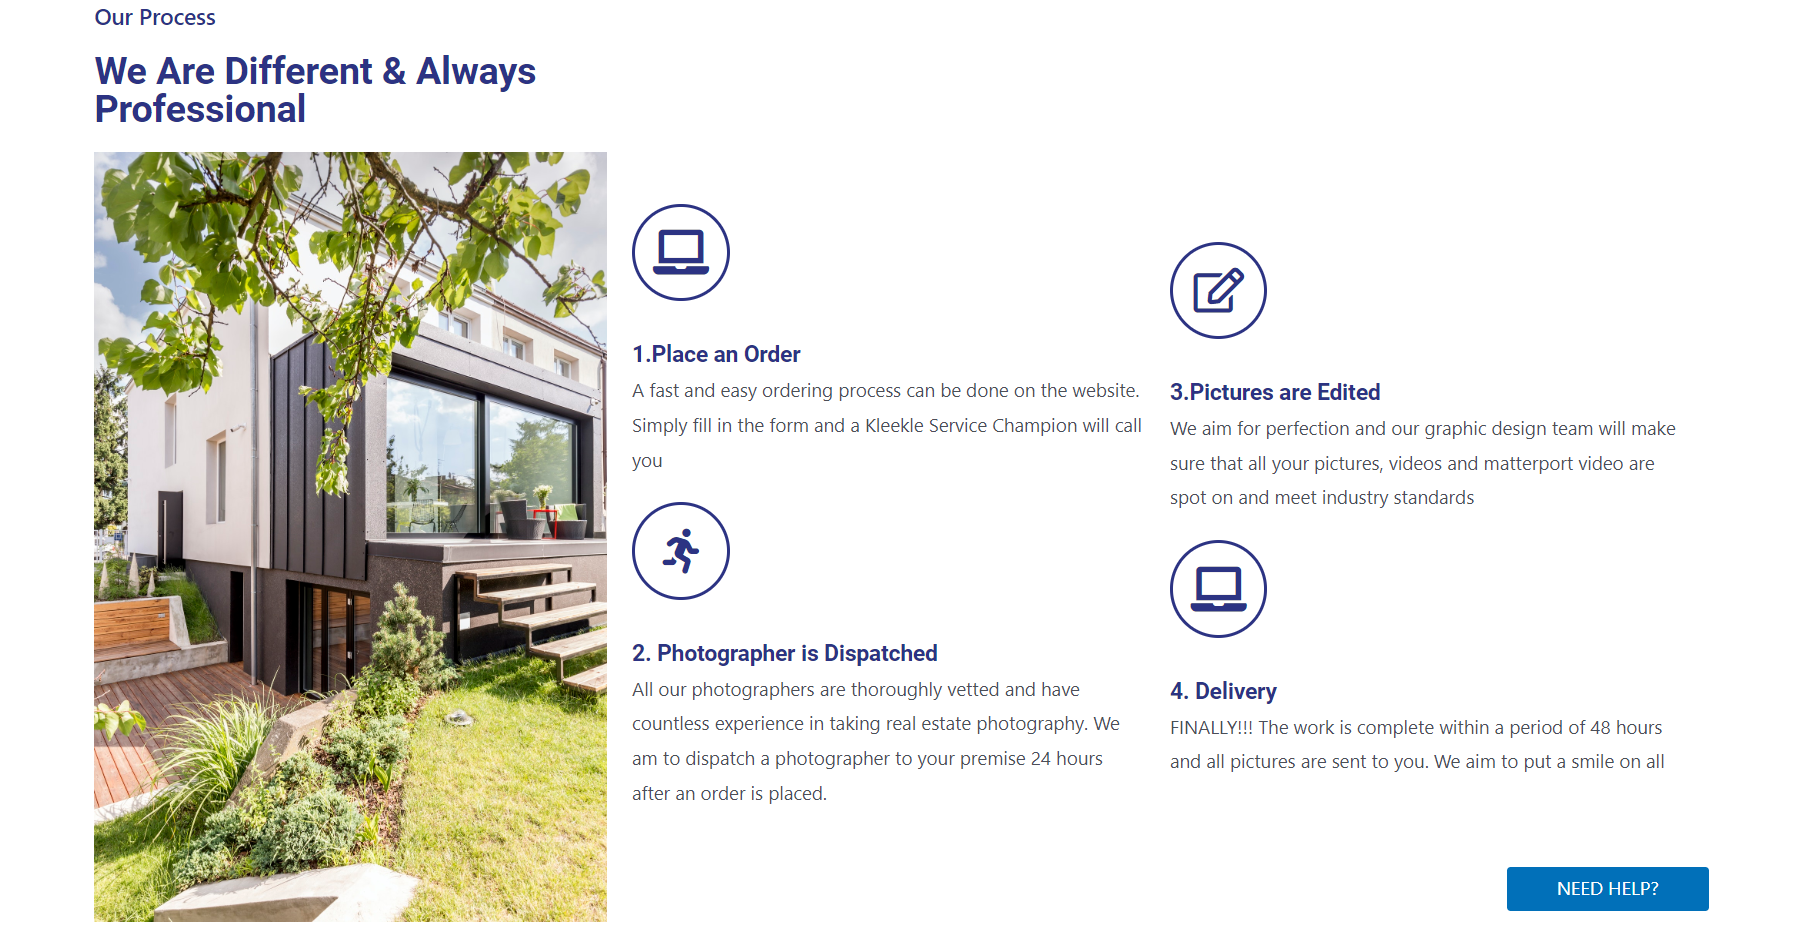 Our Process
We Are Different & Always
Professional
1.Place an Order
A fast and easy ordering process can be done on the website.
Simply fill in the form and a Kleekle Service Champion will call
you
2. Photographer is Dispatched
All our photographers are thoroughly vetted and have
countless experience in taking real estate photography. We
am to dispatch a photographer to your premise 24 hours
after an order is placed.
3.Pictures are Edited
We aim for perfection and our graphic design team will make
sure that all your pictures, videos and matterport video are
spot on and meet industry standards
4. Delivery
FINALLY!!! The work is complete within a period of 48 hours
and all pictures are sent to you. We aim to put a smile on all
NEED HELP?